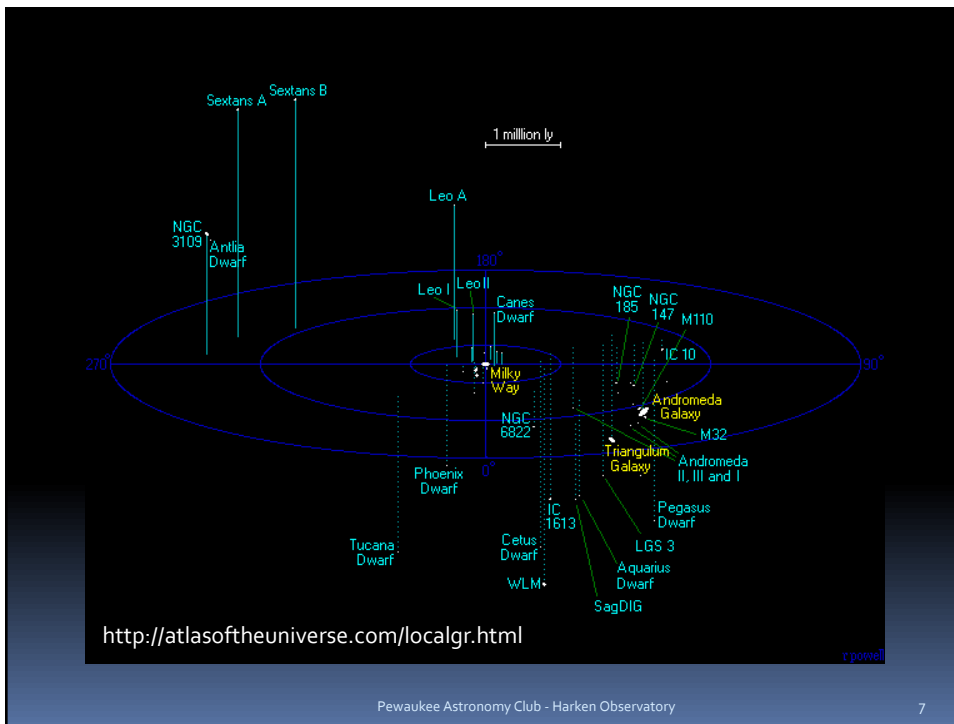 Sextans A
Sextans B
1 milllion ly
Leo A
NGC
3109
Antlia
Dwarf
180°
Leo I
Leo II
Canes
Dwarf
NGC
185
NGC
147
M110
IC 10
270°
90°
Milky
Way
Andromeda
Galaxy
NGC
6822
M32
Triangulum
Galaxy
Andromeda
II, III and I
Phoenix
Dwarf
0°
IC
1613
Pegasus
Dwarf
Tucana
Dwarf
Cetus
Dwarf
LGS 3
WLM
Aquarius
Dwarf
SagDIG
http://atlasoftheuniverse.com/localgr.html
r powell
Pewaukee Astronomy Club - Harken Observatory
7